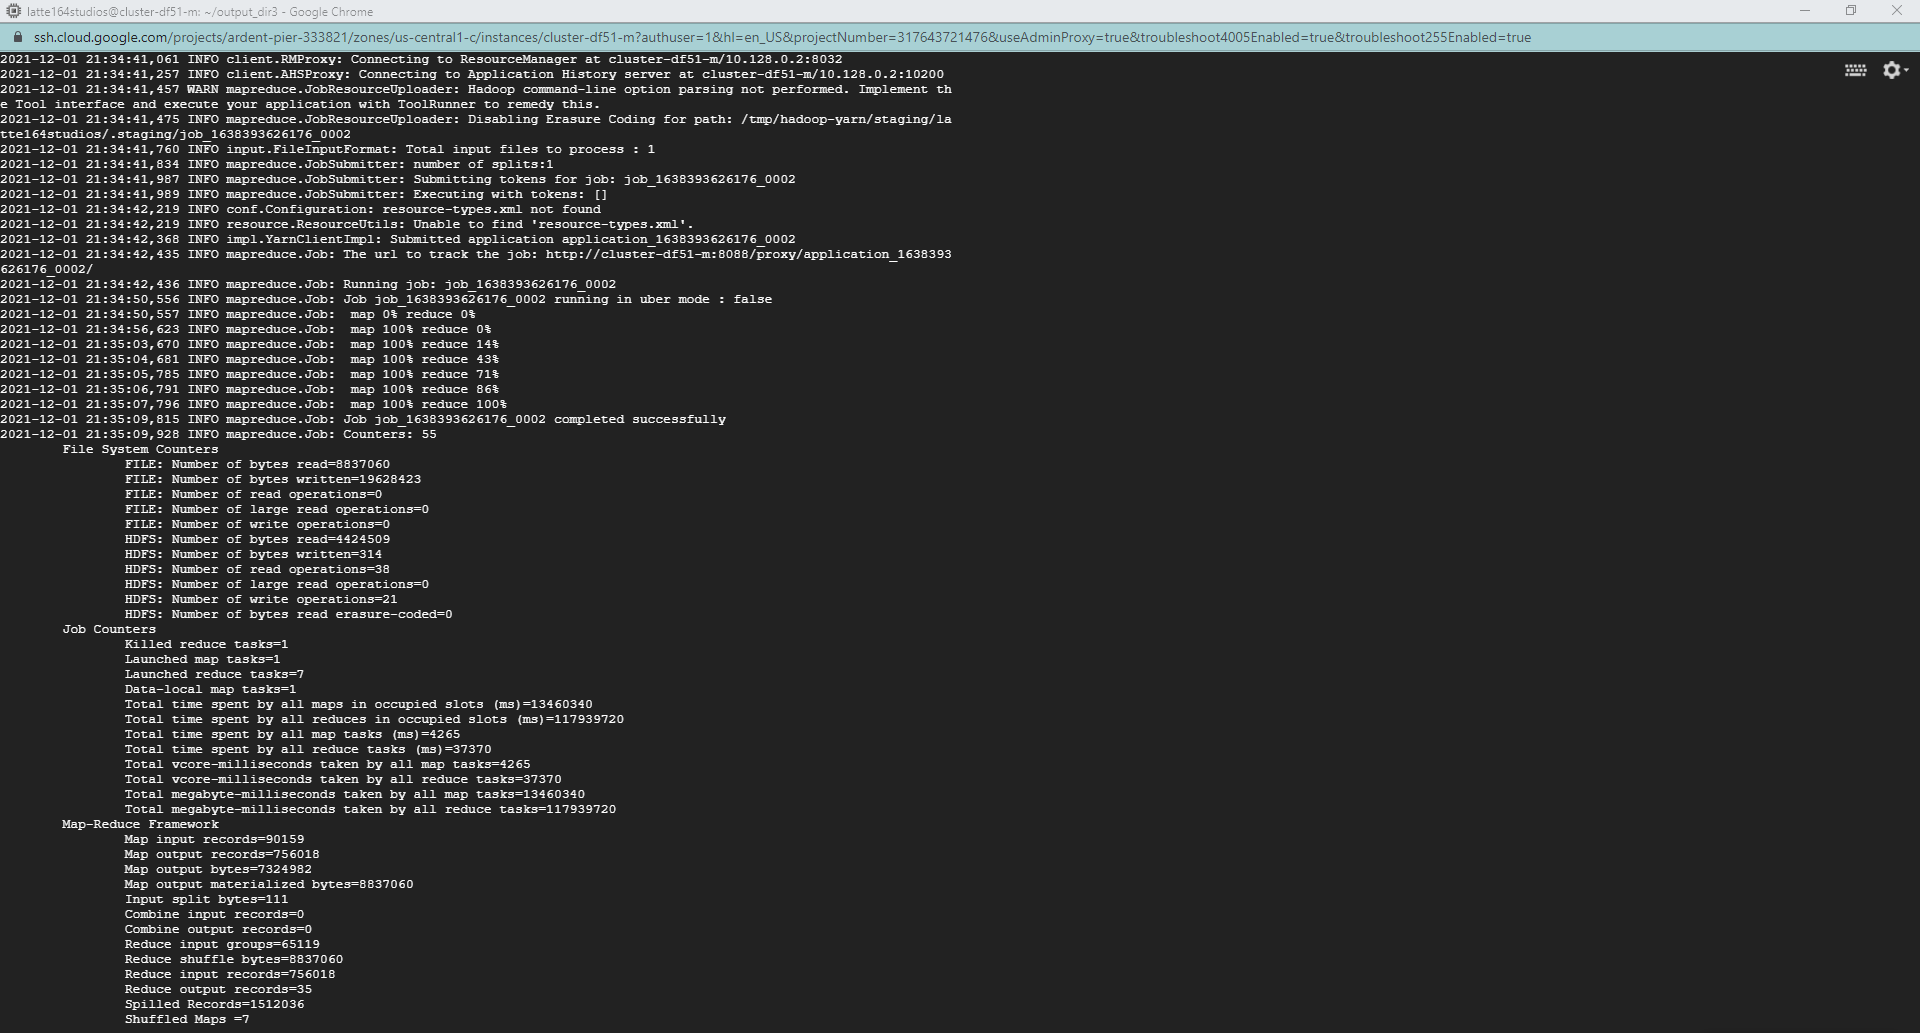 latte164studios@cluster-df51-m: ~/output_dir3 - Google Chrome
ssh.cloud.google.com/projects/ardent-pier-333821/zones/us-central1-c/instances/cluster-df51-m?authuser=1&hl=en_US&projectNumber=317643721476&useAdminProxy=true&troubleshoot4005Enabled=true&troubleshoot255Enabled=true
2021-12-01 21:34:41,061 INFO client.RMProxy: Connecting to ResourceManager at cluster-df51-m/10.128.0.2:8032
2021-12-01 21:34:41,257 INFO client.AHSProxy: Connecting to Application History server at cluster-df51-m/10.128.0.2:10200
2021-12-01 21:34:41,457 WARN mapreduce.JobResourceUploader: Hadoop command-line option parsing not performed. Implement th
e Tool interface and execute your application with ToolRunner to remedy this.
2021-12-01 21:34:41,475 INFO mapreduce.JobResourceUploader: Disabling Erasure Coding for path: /tmp/hadoop-yarn/staging/la
tte164studios/.staging/job_1638393626176_0002
2021-12-01 21:34:41,760 INFO input.FileInputFormat: Total input files to process : 1
2021-12-01 21:34:41,834 INFO mapreduce.JobSubmitter: number of splits:1
2021-12-01 21:34:41,987 INFO mapreduce.JobSubmitter: Submitting tokens for job: job_1638393626176_0002
2021-12-01 21:34:41,989 INFO mapreduce.JobSubmitter: Executing with tokens: []
2021-12-01 21:34:42,219 INFO conf.Configuration: resource-types.xml not found
2021-12-01 21:34:42,219 INFO resource.ResourceUtils: Unable to find 'resource-types.xml'.
2021-12-01 21:34:42,368 INFO impl.YarnClientImpl: Submitted application application_1638393626176_0002
2021-12-01 21:34:42,435 INFO mapreduce.Job: The url to track the job: http://cluster-df51-m:8088/proxy/application_1638393
626176_0002/
2021-12-01 21:34:42,436 INFO mapreduce.Job: Running job: job_1638393626176_0002
2021-12-01 21:34:50,556 INFO mapreduce.Job: Job job_1638393626176_0002 running in uber mode : false
2021-12-01 21:34:50,557 INFO mapreduce.Job:  map 0% reduce 0%
2021-12-01 21:34:56,623 INFO mapreduce.Job:  map 100% reduce 0%
2021-12-01 21:35:03,670 INFO mapreduce.Job:  map 100% reduce 14%
2021-12-01 21:35:04,681 INFO mapreduce.Job:  map 100% reduce 43%
2021-12-01 21:35:05,785 INFO mapreduce.Job:  map 100% reduce 71%
2021-12-01 21:35:06,791 INFO mapreduce.Job:  map 100% reduce 86%
2021-12-01 21:35:07,796 INFO mapreduce.Job:  map 100% reduce 100%
2021-12-01 21:35:09,815 INFO mapreduce.Job: Job job_1638393626176_0002 completed successfully
2021-12-01 21:35:09,928 INFO mapreduce.Job: Counters: 55
File System Counters
FILE: Number of bytes read=8837060
FILE: Number of bytes written=19628423
FILE: Number of read operations=0
FILE: Number of large read operations=0
FILE: Number of write operations=0
HDFS: Number of bytes read=4424509
HDFS: Number of bytes written=314
HDFS: Number of read operations=38
HDFS: Number of large read operations=0
HDFS: Number of write operations=21
HDFS: Number of bytes read erasure-coded=0
Job Counters
Killed reduce tasks=1
Launched map tasks=1
Launched reduce tasks=7
Data-local map tasks=1
Total time spent by all maps in occupied slots (ms)=13460340
Total time spent by all reduces in occupied slots (ms)=117939720
Total time spent by all map tasks (ms)=4265
Total time spent by all reduce tasks (ms)=37370
Total vcore-milliseconds taken by all map tasks=4265
Total vcore-milliseconds taken by all reduce tasks=37370
Total megabyte-milliseconds taken by all map tasks=13460340
Total megabyte-milliseconds taken by all reduce tasks=117939720
Map-Reduce Framework
Map input records=90159
Map output records=756018
Map output bytes=7324982
Map output materialized bytes=8837060
Input split bytes=111
Combine input records=0
Combine output records=0
Reduce input groups=65119
Reduce shuffle bytes=8837060
Reduce input records=756018
Reduce output records=35
Spilled Records=1512036
Shuffled Maps =7